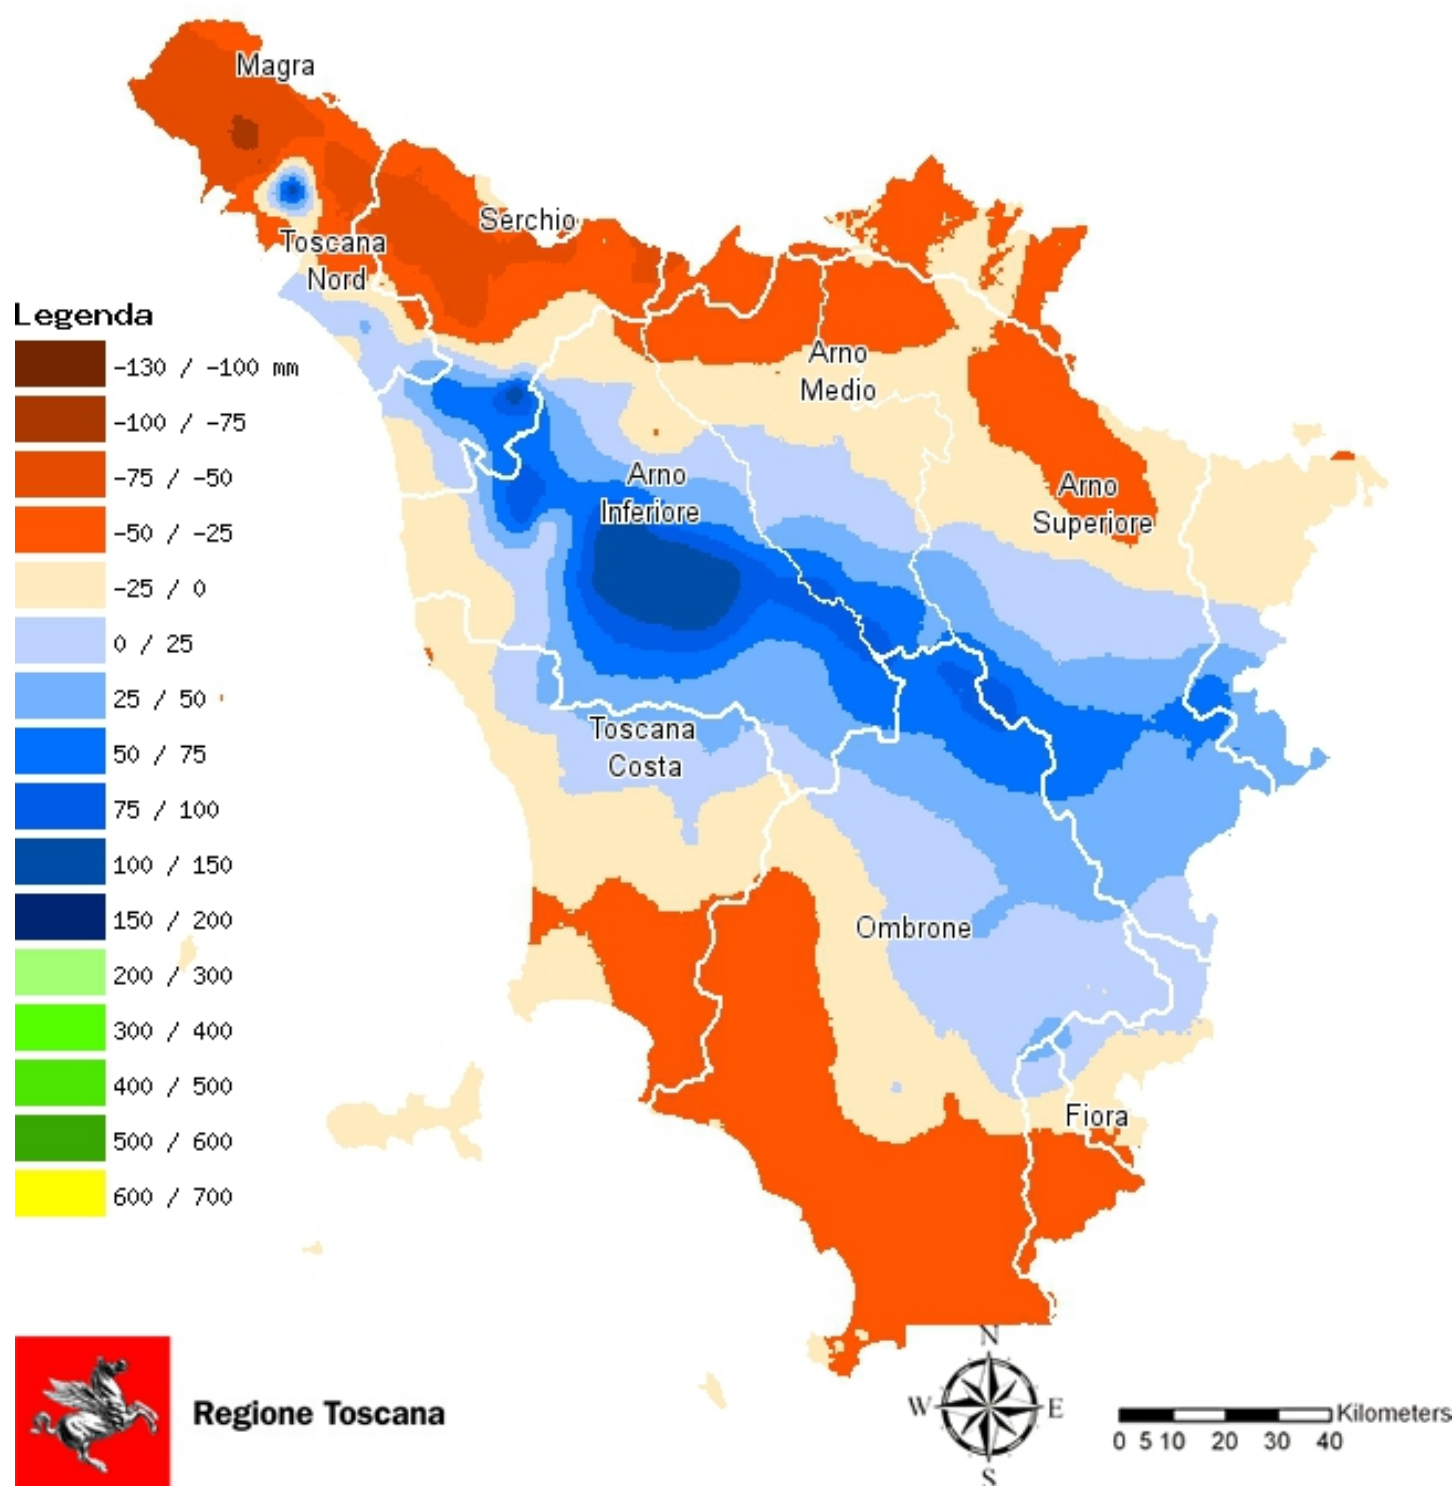 Magra
Serchio
Toscana
Nord
Legenda
-130 / -100 mm
-100 / -75
-75 / -50
-50 / -25
-25 / 0
0 / 25
25 / 50
50 / 75
75 / 100
100 / 150
150 / 200
200 / 300
300 / 400
400 / 500
500 / 600
600 / 700
Arno
Medio
Arno
Inferiore
Arno
Superiore
Toscana
Costa
Ombrone
Fiora
Regione Toscana
N
W
E
S
Kilometers
0 5 10 20 30 40